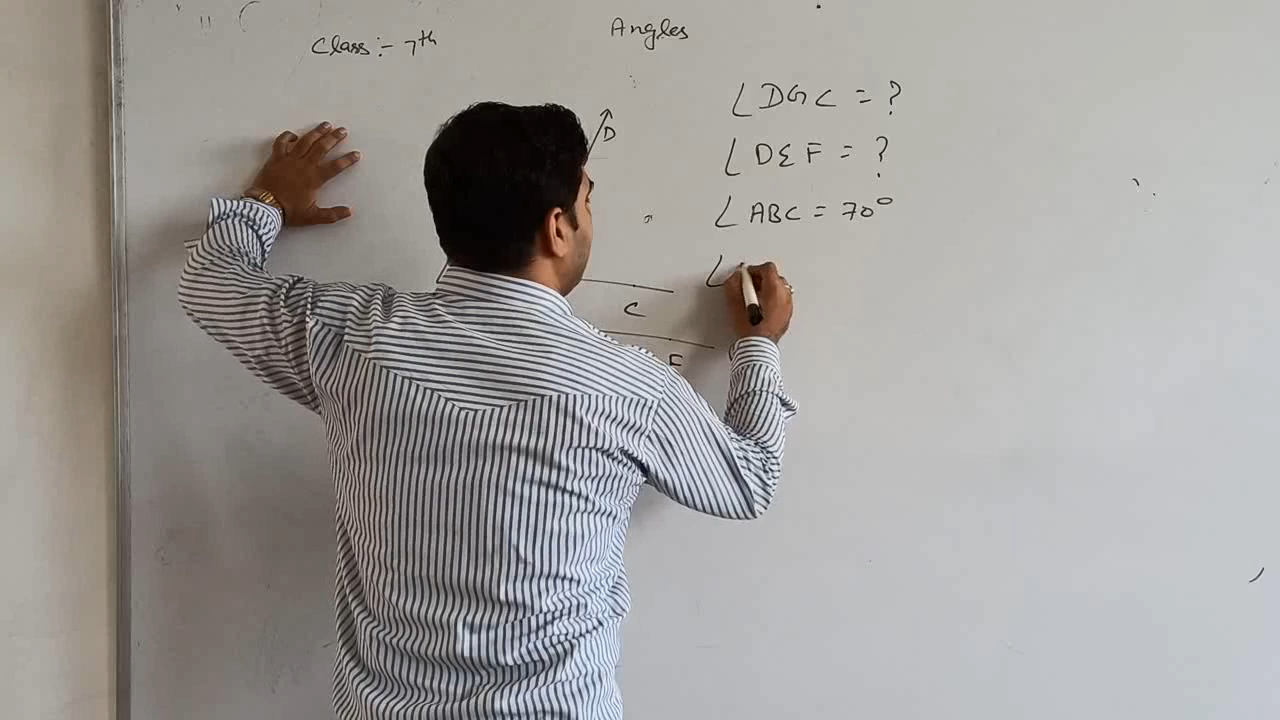 Angles
Class:- 7th
∠DGC = ?
D
∠DEF = ?
∠ABC = 70°
∠
C